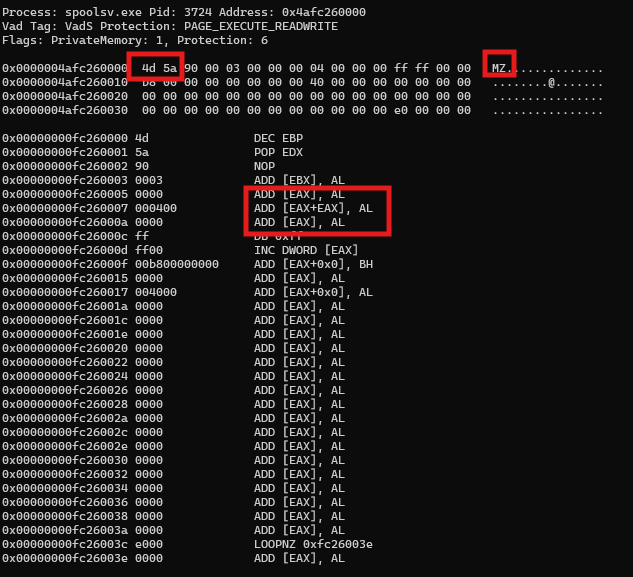 Process: spoolsv.exe Pid: 3724 Address: 0x4afc260000
Vad Tag: VadS Protection: PAGE_EXECUTE_READWRITE
Flags: PrivateMemory: 1, Protection: 6
0x0000004afc260000 4d 5a 90 00 03 00 00 00 04 00 00 00 ff ff 00 00 MZ..............
0x0000004afc260010 b8 00 00 00 00 00 00 00 40 00 00 00 00 00 00 00 ........@.......
0x0000004afc260020 00 00 00 00 00 00 00 00 00 00 00 00 00 00 00 00 ................
0x0000004afc260030 00 00 00 00 00 00 00 00 00 00 00 00 e0 00 00 00 ................
0x00000000fc260000 4d DEC EBP
0x00000000fc260001 5a POP EDX
0x00000000fc260002 90 NOP
0x00000000fc260003 0003 ADD [EBX], AL
0x00000000fc260005 0000 ADD [EAX], AL
0x00000000fc260007 000400 ADD [EAX+EAX], AL
0x00000000fc26000a 0000 ADD [EAX], AL
0x00000000fc26000c ff DB 0xff
0x00000000fc26000d ff00 INC DWORD [EAX]
0x00000000fc26000f 00b800000000 ADD [EAX+0x0], BH
0x00000000fc260015 0000 ADD [EAX], AL
0x00000000fc260017 004000 ADD [EAX+0x0], AL
0x00000000fc26001a 0000 ADD [EAX], AL
0x00000000fc26001c 0000 ADD [EAX], AL
0x00000000fc26001e 0000 ADD [EAX], AL
0x00000000fc260020 0000 ADD [EAX], AL
0x00000000fc260022 0000 ADD [EAX], AL
0x00000000fc260024 0000 ADD [EAX], AL
0x00000000fc260026 0000 ADD [EAX], AL
0x00000000fc260028 0000 ADD [EAX], AL
0x00000000fc26002a 0000 ADD [EAX], AL
0x00000000fc26002c 0000 ADD [EAX], AL
0x00000000fc26002e 0000 ADD [EAX], AL
0x00000000fc260030 0000 ADD [EAX], AL
0x00000000fc260032 0000 ADD [EAX], AL
0x00000000fc260034 0000 ADD [EAX], AL
0x00000000fc260036 0000 ADD [EAX], AL
0x00000000fc260038 0000 ADD [EAX], AL
0x00000000fc26003a 0000 ADD [EAX], AL
0x00000000fc26003c e000 LOOPNZ 0xfc26003e
0x00000000fc26003e 0000 ADD [EAX], AL